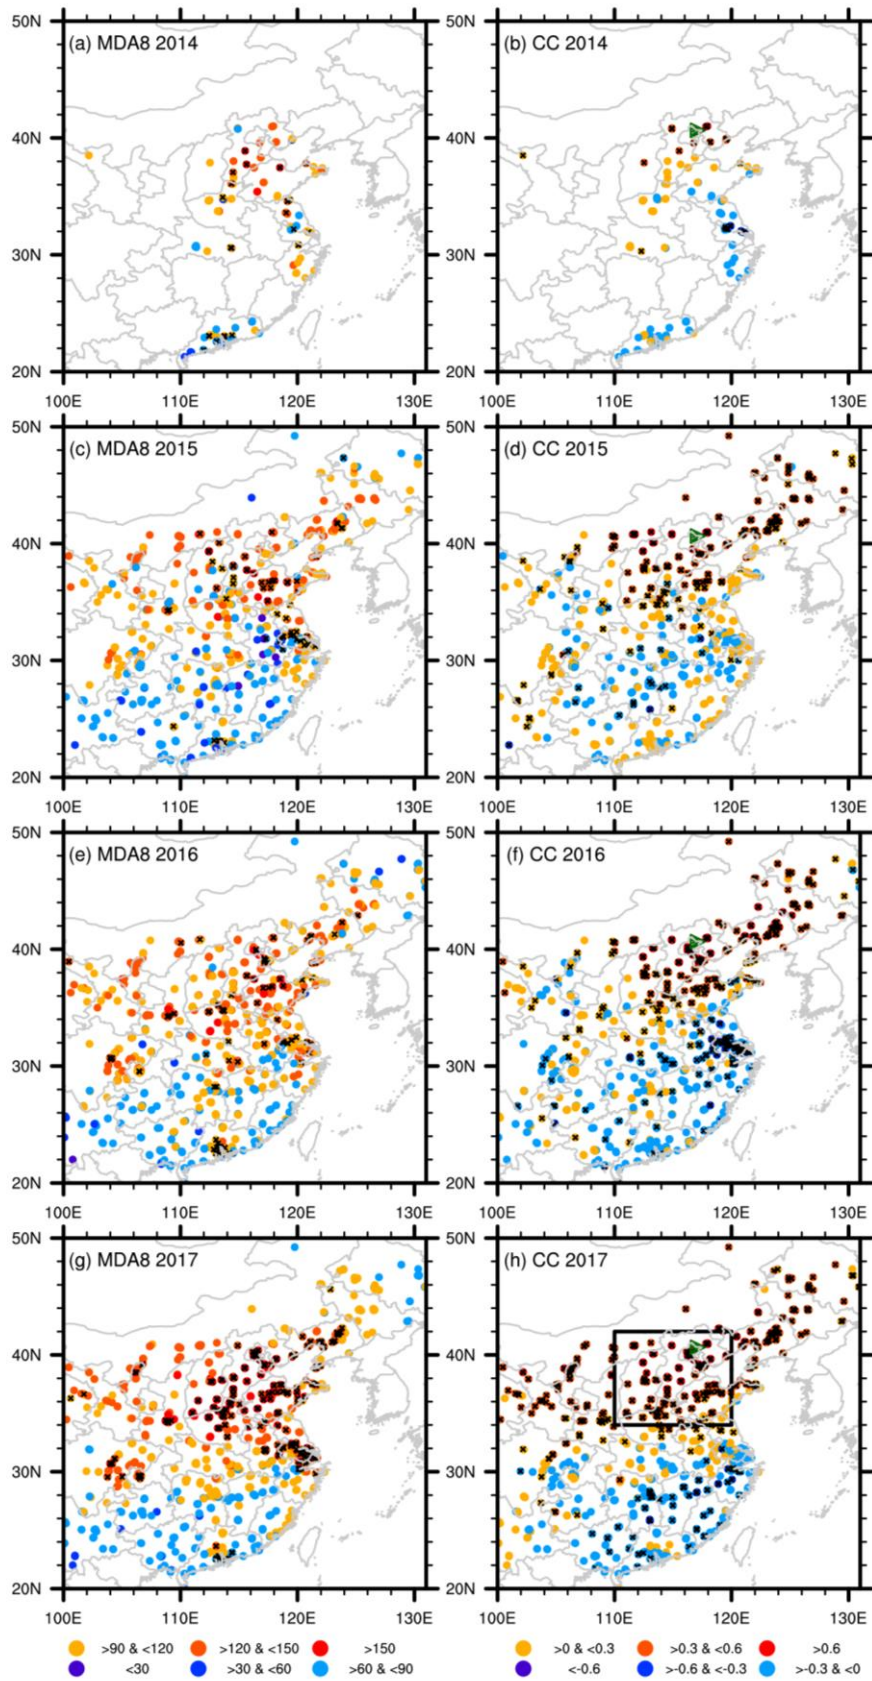 50N
(a) MDA8 2014
(b) CC 2014
40N
40N
30N
30N
20N
20N
100E 110E 120E 130E
100E 110E 120E 130E
50N
50N
(c) MDA8 2015
(d) CC 2015
40N
40N
30N
30N
20N
20N
100E 110E 120E 130E
100E 110E 120E 130E
50N
50N
(e) MDA8 2016
(f) CC 2016
40N
40N
30N
30N
20N
20N
100E 110E 120E 130E
100E 110E 120E 130E
50N
50N
(g) MDA8 2017
(h) CC 2017
40N
40N
30N
30N
20N
20N
100E 110E 120E 130E
100E 110E 120E 130E
>90 & <120 >120 & <150 >150
<30 >30 & <60 >60 & <90
>0 & <0.3 >0.3 & <0.6 >0.6
<-0.6 >-0.6 & <-0.3 >-0.3 & <0